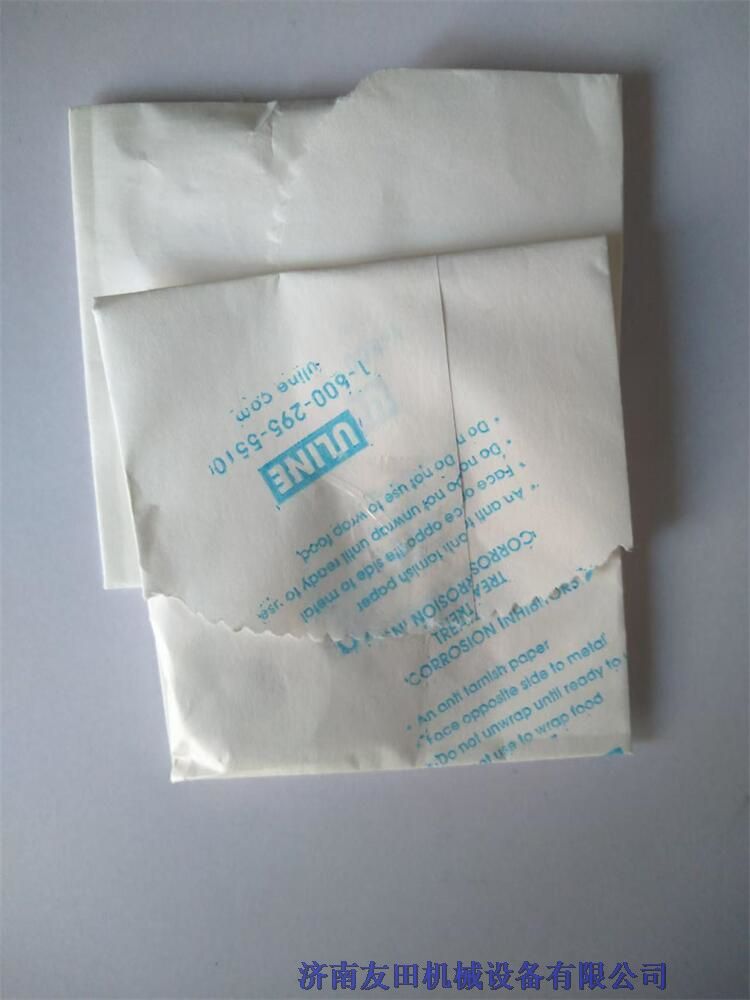 uline.com
1-800-295-5510
ULINE
Do not use to wrap food
Do not unwrap until ready to use
Face opposite side to metal
An anti tarnish paper
CORROSION INHIBITORS
TREA
CORROSION INHIBITORS
An anti tarnish paper
Face opposite side to metal
Do not unwrap until ready to
use to wrap food
济南友田机械设备有限公司